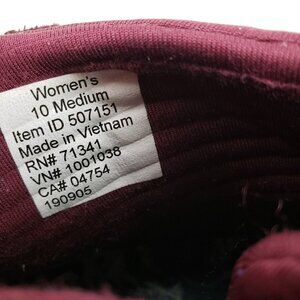 Women's
10 Medium
Item ID 507151
Made in Vietnam
RN# 71341
VN# 1001038
CA# 04754
190905